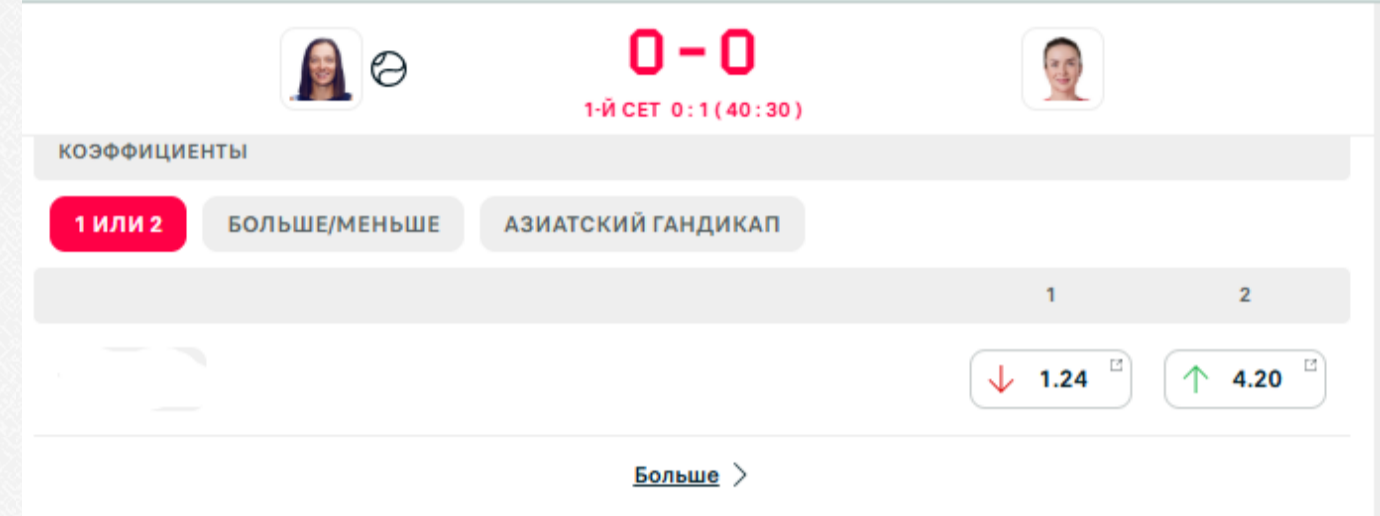 0 - 0
1-Й СЕТ 0 : 1 ( 40 : 30 )
КОЭФФИЦИЕНТЫ
1 ИЛИ 2 БОЛЬШЕ/МЕНЬШЕ АЗИАТСКИЙ ГАНДИКАП
1 2
1.24 4.20
Больше